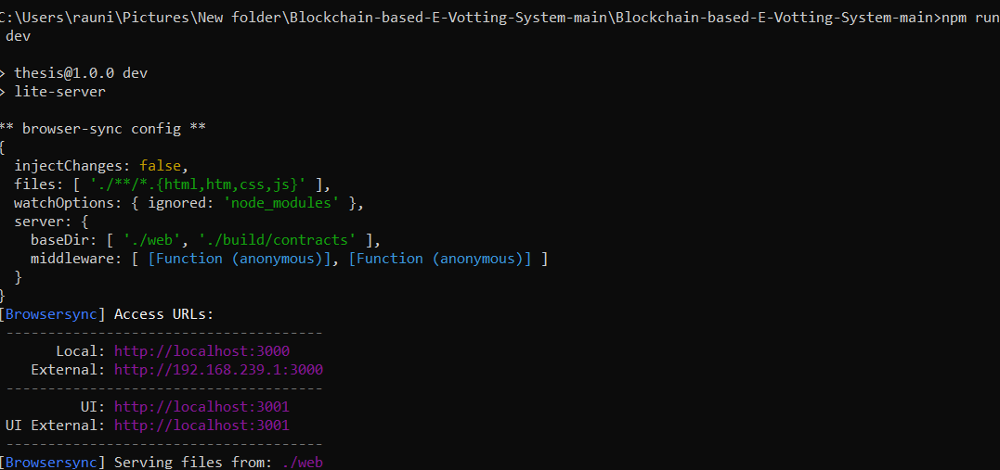 C:\Users\rauni\Pictures\New folder\Blockchain-based-E-Votting-System-main\Blockchain-based-E-Votting-System-main>npm run
dev
> thesis@1.0.0 dev
> lite-server
** browser-sync config **
{
  injectChanges: false,
  files: [ './**/*.{html,htm,css,js}' ],
  watchOptions: { ignored: 'node_modules' },
  server: {
    baseDir: [ './web', './build/contracts' ],
    middleware: [ [Function (anonymous)], [Function (anonymous)] ]
  }
}
[Browsersync] Access URLs:
 --------------------------------------
       Local: http://localhost:3000
    External: http://192.168.239.1:3000
 --------------------------------------
          UI: http://localhost:3001
 UI External: http://localhost:3001
 --------------------------------------
[Browsersync] Serving files from: ./web